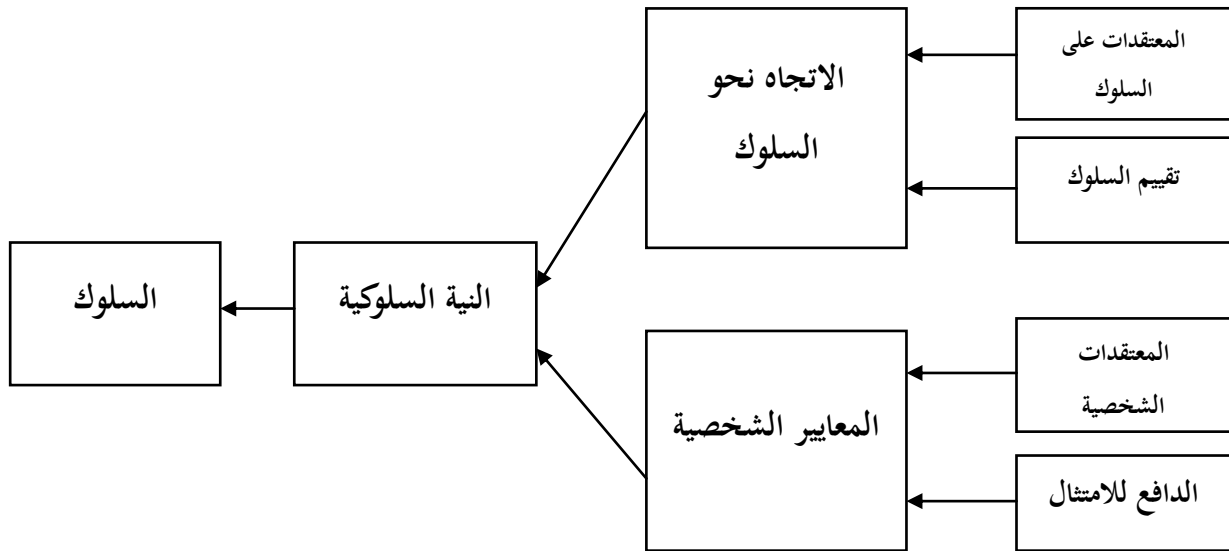 المعتقدات على
السلوك
الاتجاه نحو
السلوك
تقييم السلوك
النية السلوكية
السلوك
المعتقدات
الشخصية
المعايير الشخصية
الدافع للامتثال